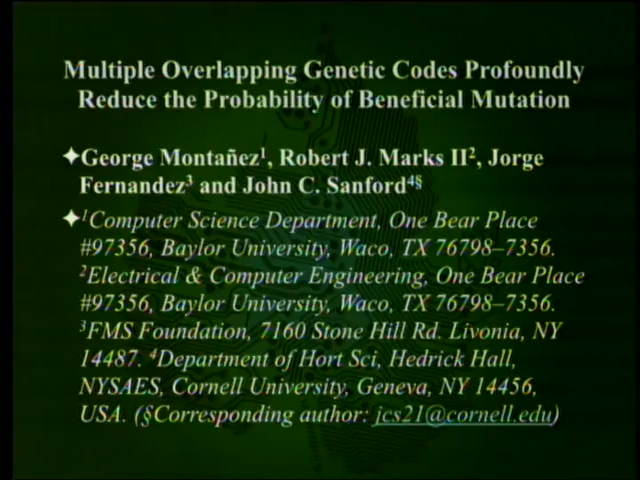 Multiple Overlapping Genetic Codes Profoundly
Reduce the Probability of Beneficial Mutation
✦George Montañez¹, Robert J. Marks II², Jorge
Fernandez³ and John C. Sanford⁴§
✦¹Computer Science Department, One Bear Place
#97356, Baylor University, Waco, TX 76798–7356.
²Electrical & Computer Engineering, One Bear Place
#97356, Baylor University, Waco, TX 76798–7356.
³FMS Foundation, 7160 Stone Hill Rd. Livonia, NY
14487. ⁴Department of Hort Sci, Hedrick Hall,
NYSAES, Cornell University, Geneva, NY 14456,
USA. (§Corresponding author: jcs21@cornell.edu)